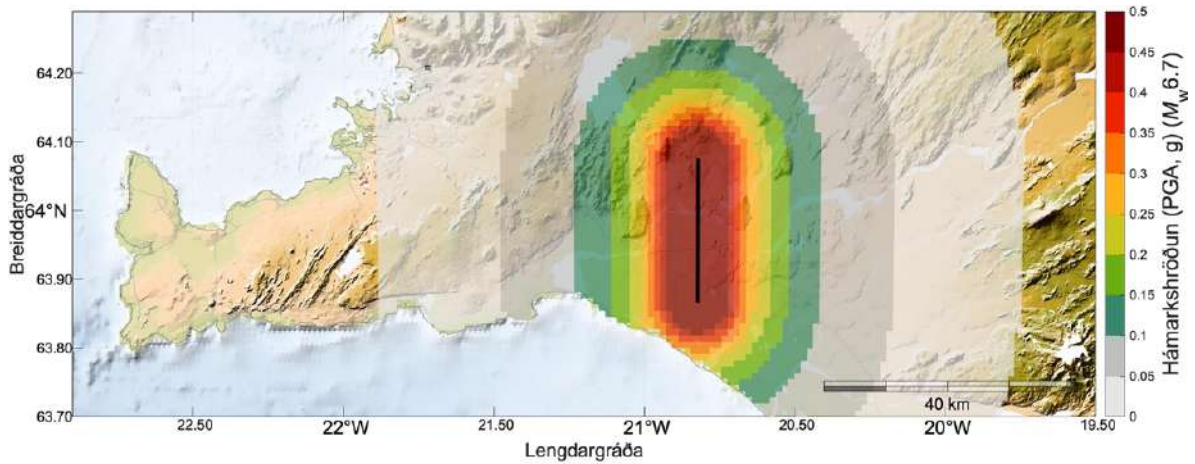 64.20
64.10
64°N
63.90
63.80
63.70
Breiddargráða
22.50
22°W
21.50
21°W
20.50
20°W
19.50
Lengdargráða
40 km
0.5
0.45
0.4
0.35
0.3
0.25
0.2
0.15
0.1
0.05
0
Hámarkshröðun (PGA, g) (Mw 6.7)